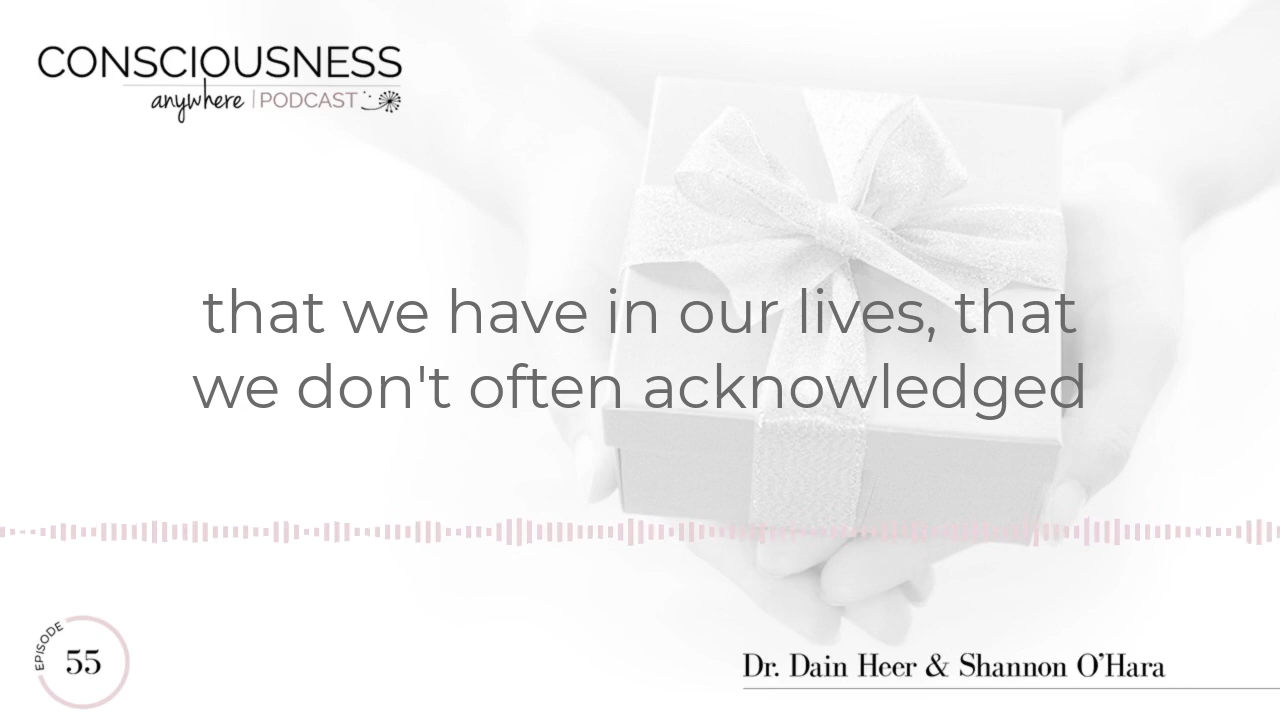 CONSCIOUSNESS
anywhere | PODCAST
that we have in our lives, that
we don't often acknowledged
EPISODE
55
Dr. Dain Heer & Shannon O'Hara